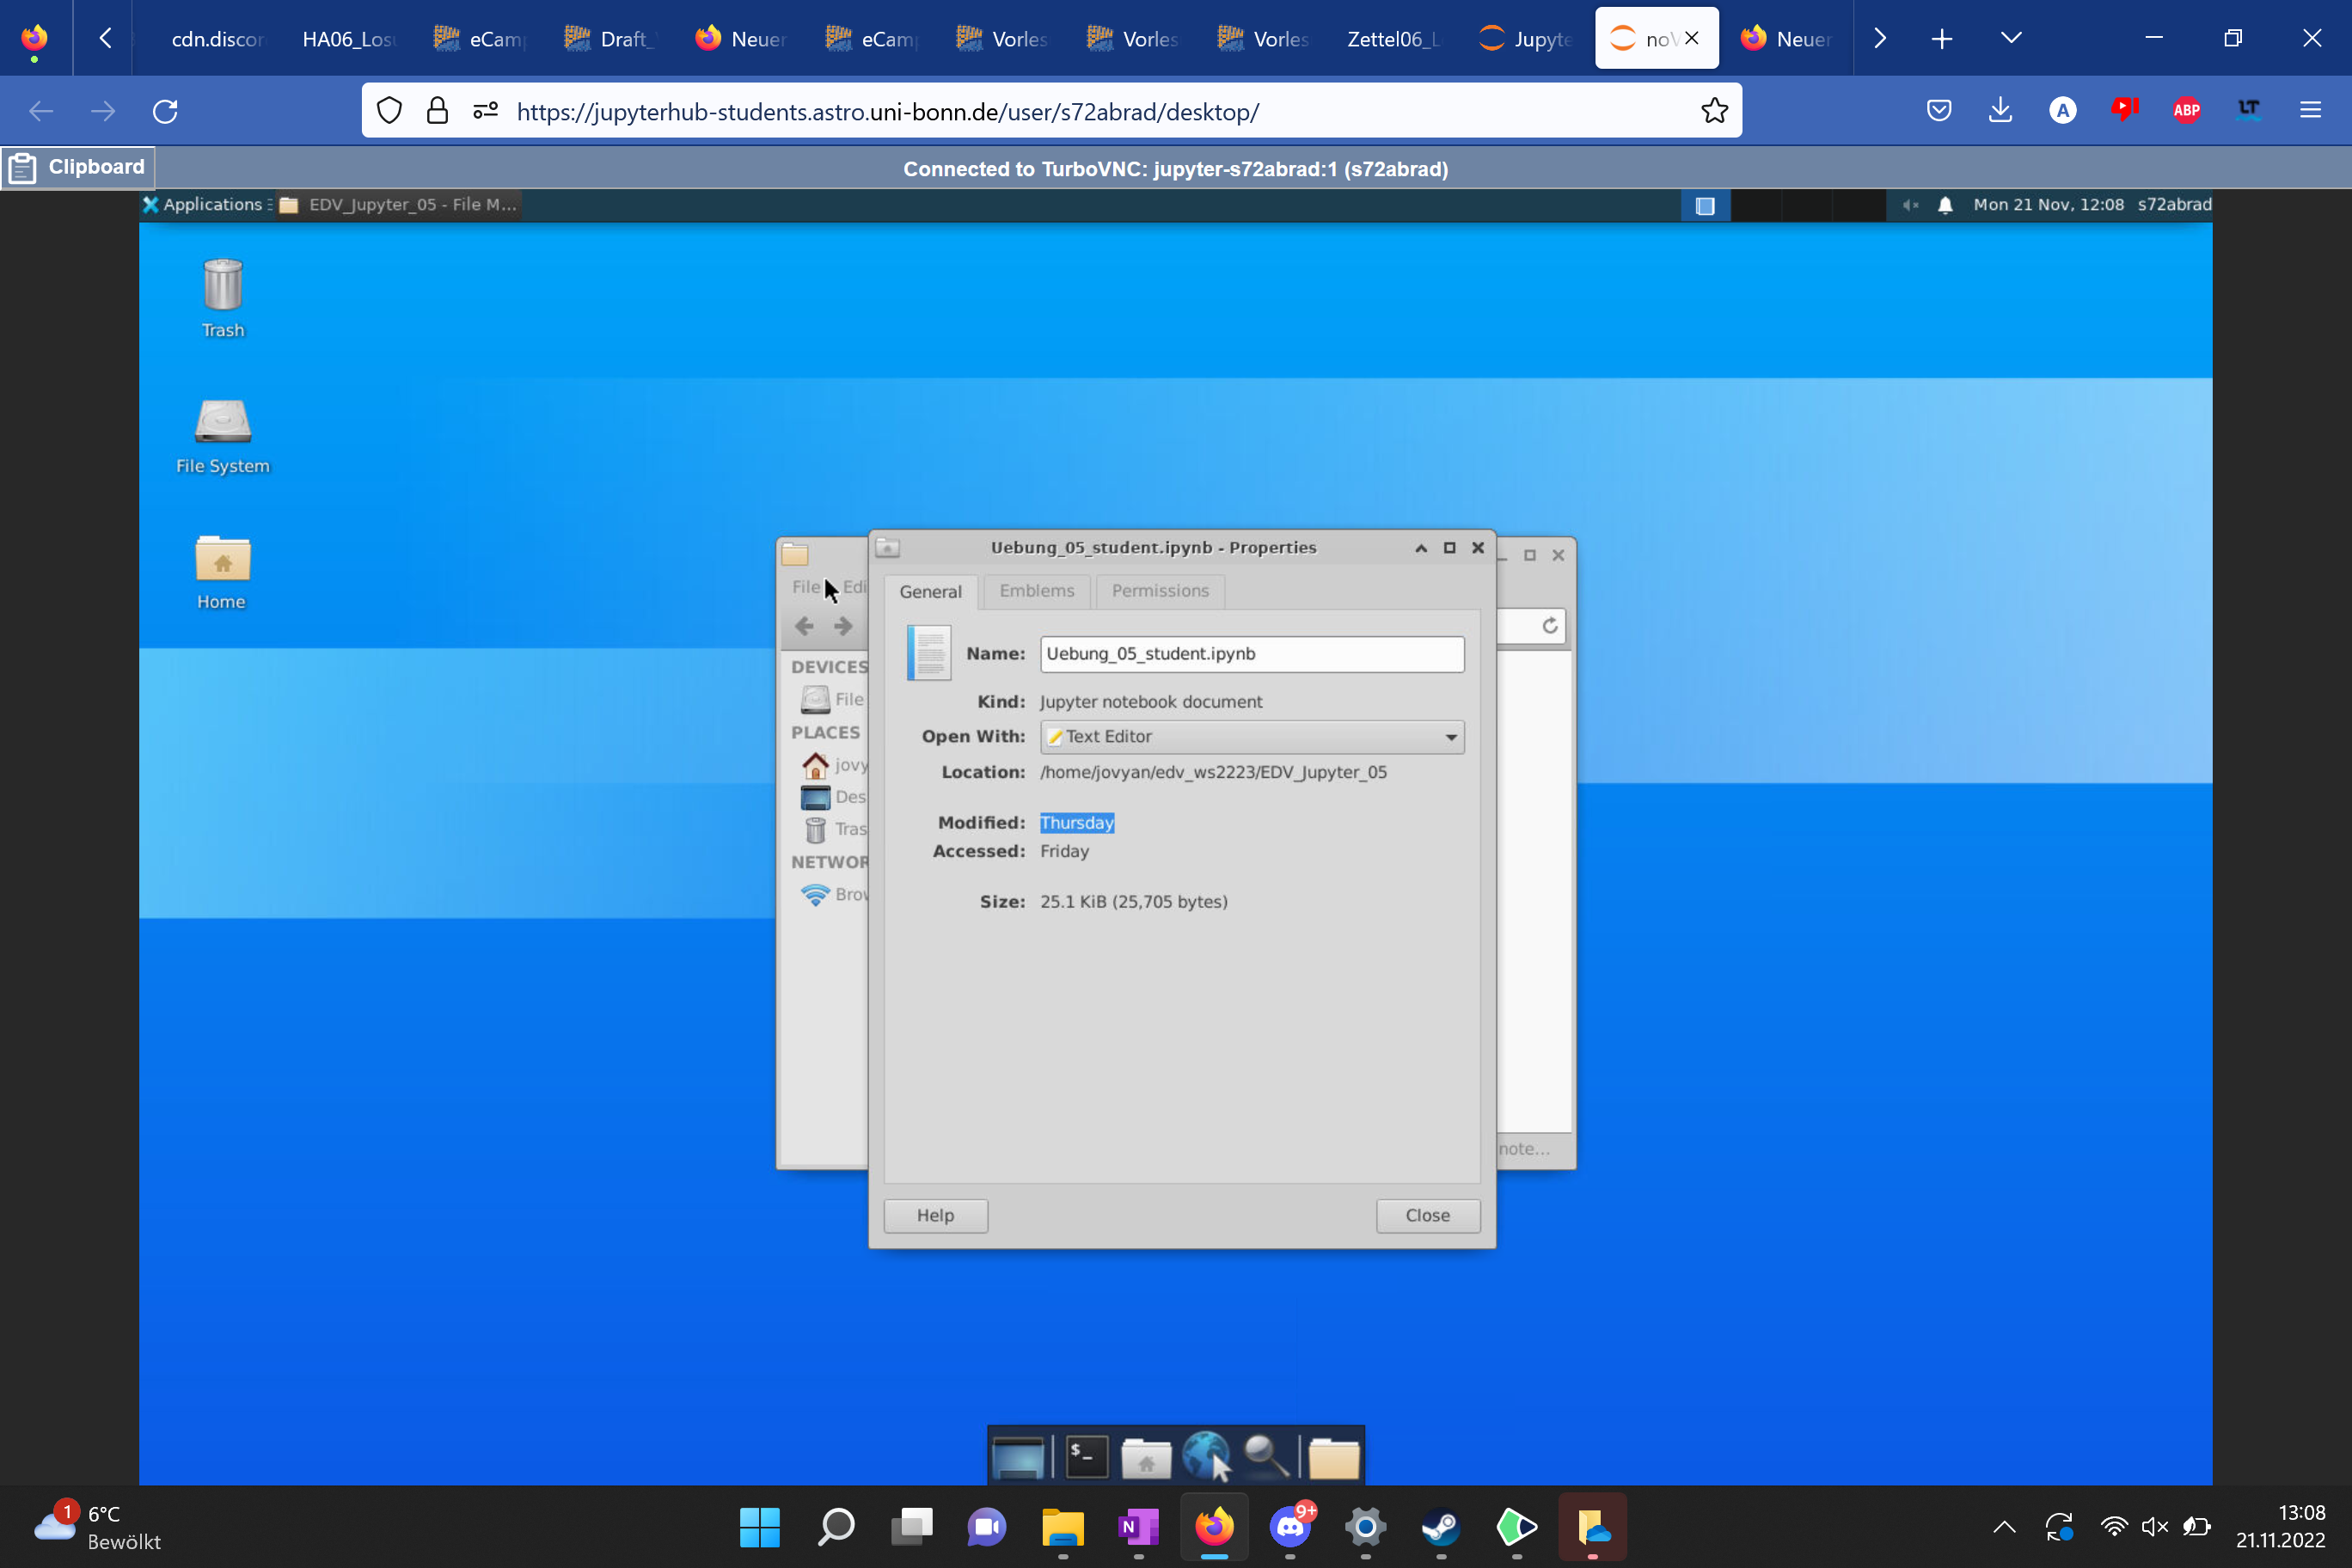 cdn.discor
HA06_Lösu
eCam
Draft_
Neuer
eCam
Vorles
Vorles
Vorles
Zettel06_L
Jupyte
noV
Neuer
https://jupyterhub-students.astro.uni-bonn.de/user/s72abrad/desktop/
A
ABP
LT
Clipboard
Connected to TurboVNC: jupyter-s72abrad:1 (s72abrad)
Applications
EDV_Jupyter_05 - File M...
Mon 21 Nov, 12:08 s72abrad
Trash
File System
Home
Uebung_05_student.ipynb - Properties
File Edi
General Emblems Permissions
Name: Uebung_05_student.ipynb
DEVICES
File
Kind: Jupyter notebook document
PLACES
Open With: Text Editor
jovy
Location: /home/jovyan/edv_ws2223/EDV_Jupyter_05
Des
Modified: Thursday
Tras
Accessed: Friday
NETWOR
Brow
Size: 25.1 KiB (25,705 bytes)
note...
Help
Close
$_
1
6°C
Bewölkt
N
9+
13:08
21.11.2022